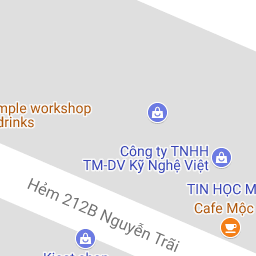 mple workshop
drinks
Công ty TNHH
TM-DV Kỹ Nghệ Việt
TIN HỌC M
Cafe Mộc
Hẻm 212B Nguyễn Trãi